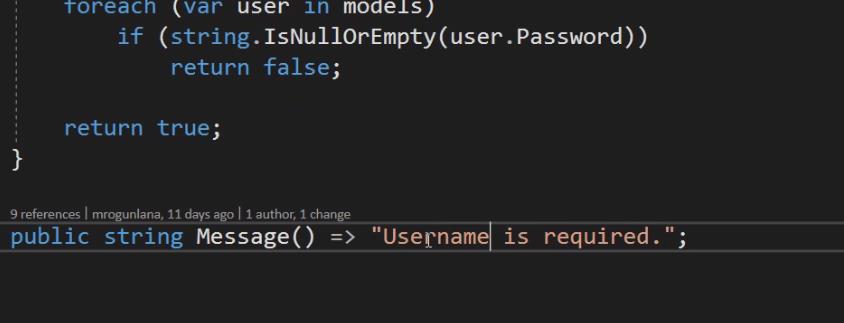 foreach (var user in models)
if (string.IsNullOrEmpty(user.Password))
return false;
return true;
}
9 references | mrogunlana, 11 days ago | 1 author, 1 change
public string Message() => "Username is required.";